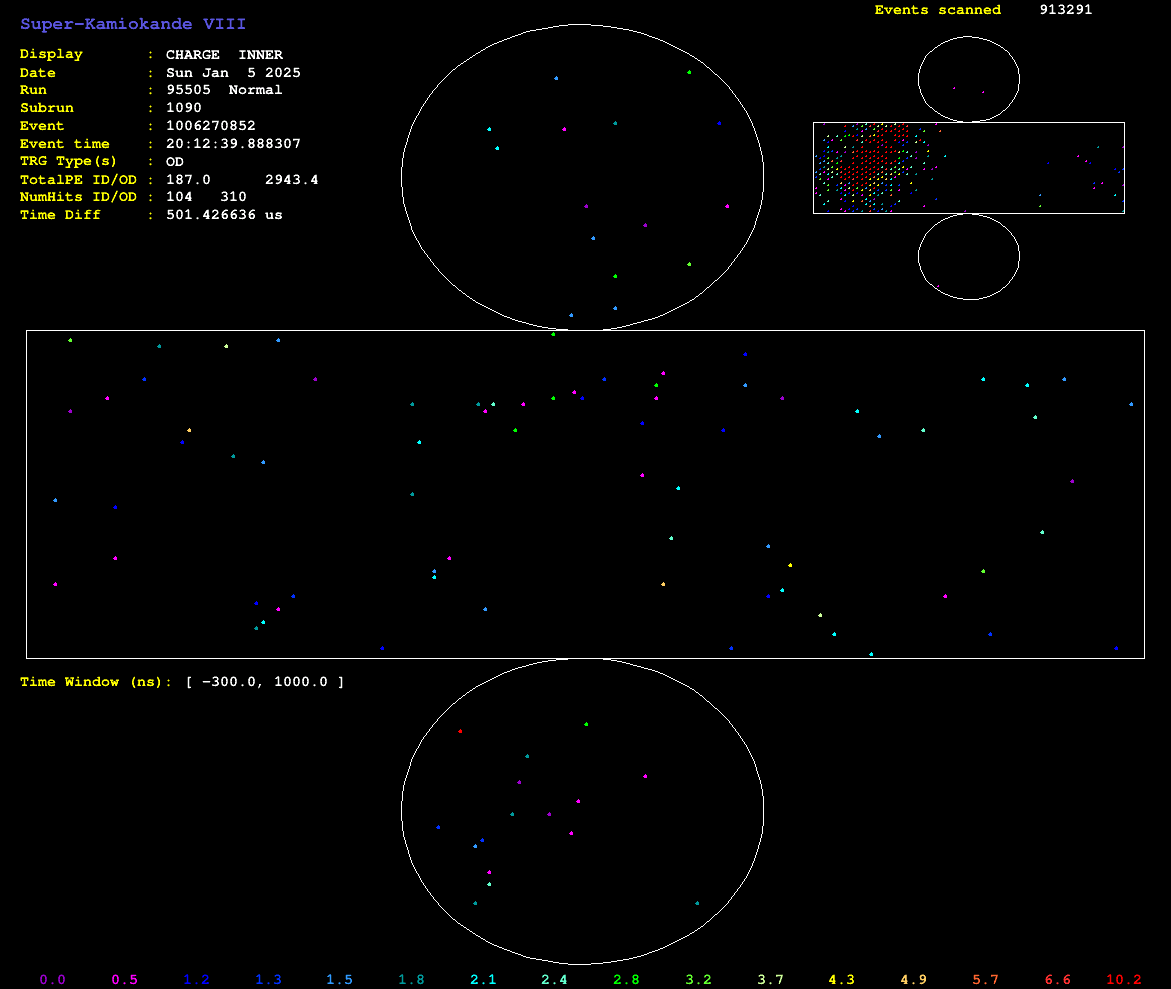 Super-Kamiokande VIII
Events scanned 913291
Display : CHARGE INNER
Date : Sun Jan 5 2025
Run : 95505 Normal
Subrun : 1090
Event : 1006270852
Event time : 20:12:39.888307
TRG Type(s) : OD
TotalPE ID/OD : 187.0 2943.4
NumHits ID/OD : 104 310
Time Diff : 501.426636 us
Time Window (ns): [ -300.0, 1000.0 ]
0.0 0.5 1.2 1.3 1.5 1.8 2.1 2.4 2.8 3.2 3.7 4.3 4.9 5.7 6.6 10.2